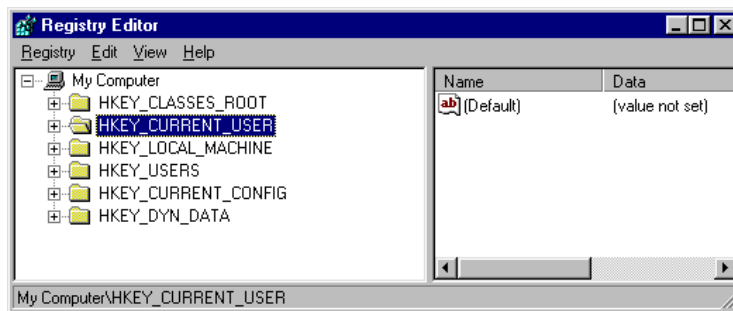 Registry Editor
Registry Edit View Help
My Computer
HKEY_CLASSES_ROOT
HKEY_CURRENT_USER
HKEY_LOCAL_MACHINE
HKEY_USERS
HKEY_CURRENT_CONFIG
HKEY_DYN_DATA
Name Data
ab (Default) (value not set)
My Computer\HKEY_CURRENT_USER